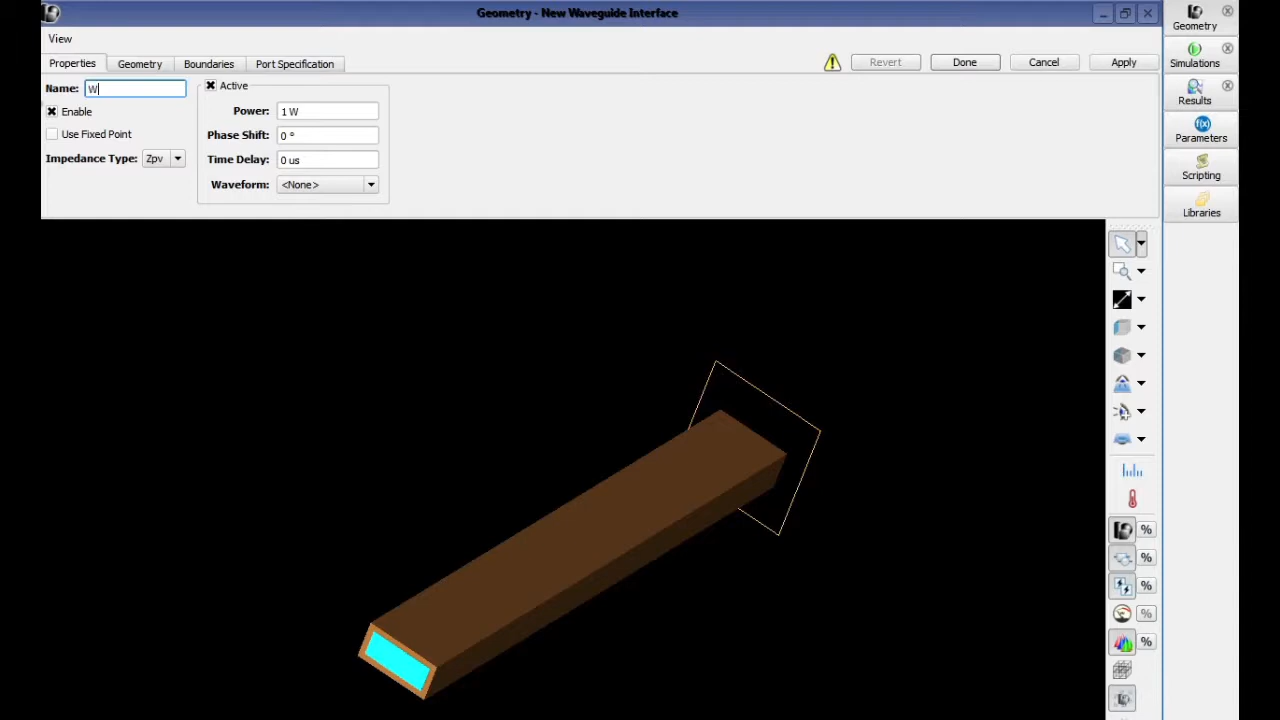 Geometry - New Waveguide Interface
View
Properties Geometry Boundaries Port Specification Revert Done Cancel Apply
Name: W
Enable
Use Fixed Point
Impedance Type: Zpv
Active
Power: 1 W
Phase Shift: 0 °
Time Delay: 0 us
Waveform: <None>
Geometry
Simulations
Results
f(x)
Parameters
Scripting
Libraries
%
%
%
%
%